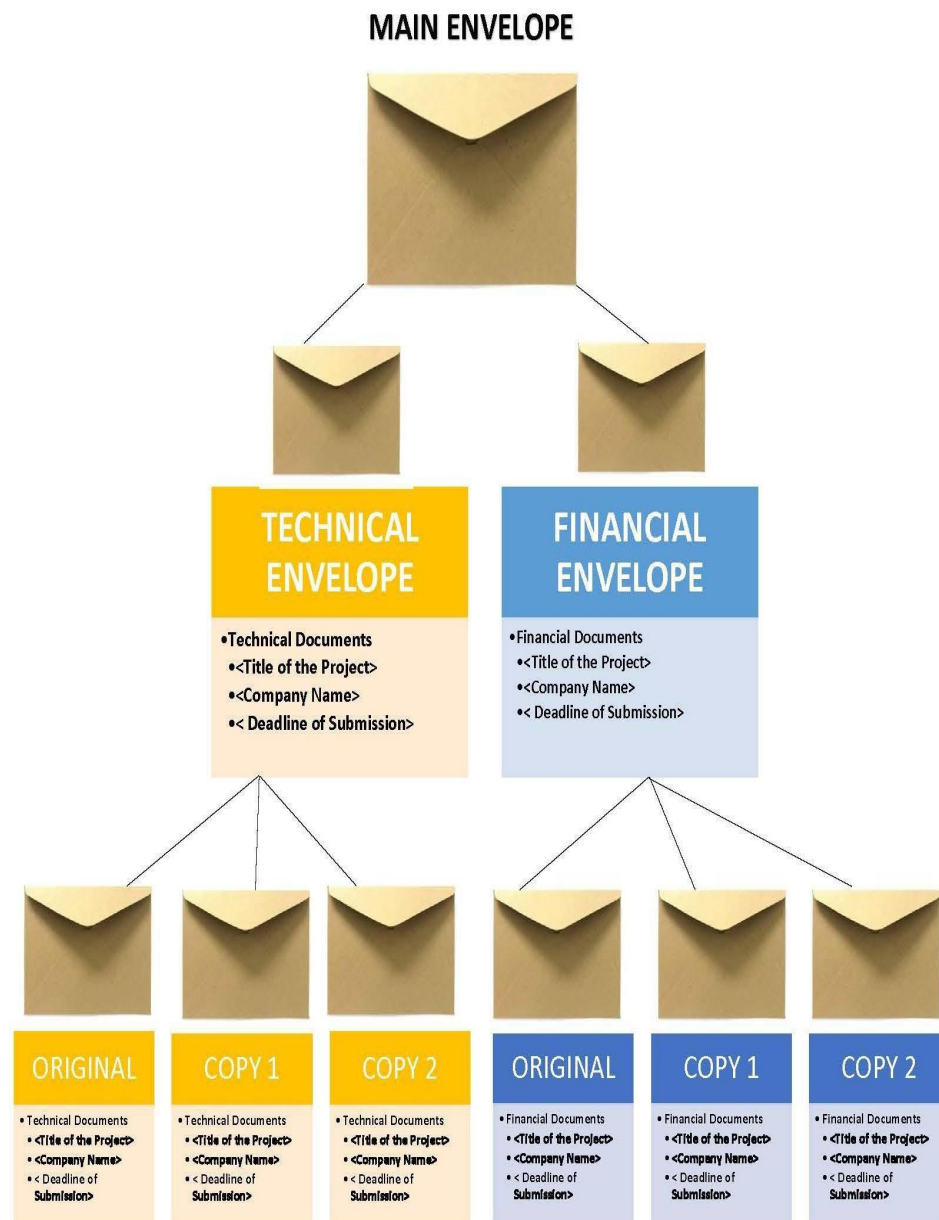 MAIN ENVELOPE
TECHNICAL
ENVELOPE
•Technical Documents
•<Title of the Project>
•<Company Name>
•< Deadline of Submission>
FINANCIAL
ENVELOPE
•Financial Documents
•<Title of the Project>
•<Company Name>
•< Deadline of Submission>
ORIGINAL
• Technical Documents
• <Title of the Project>
• <Company Name>
• < Deadline of
Submission>
COPY 1
• Technical Documents
• <Title of the Project>
• <Company Name>
• < Deadline of
Submission>
COPY 2
• Technical Documents
• <Title of the Project>
• <Company Name>
• < Deadline of
Submission>
ORIGINAL
• Financial Documents
• <Title of the Project>
• <Company Name>
• < Deadline of
Submission>
COPY 1
• Financial Documents
• <Title of the Project>
• <Company Name>
• < Deadline of
Submission>
COPY 2
• Financial Documents
• <Title of the Project>
• <Company Name>
• < Deadline of
Submission>